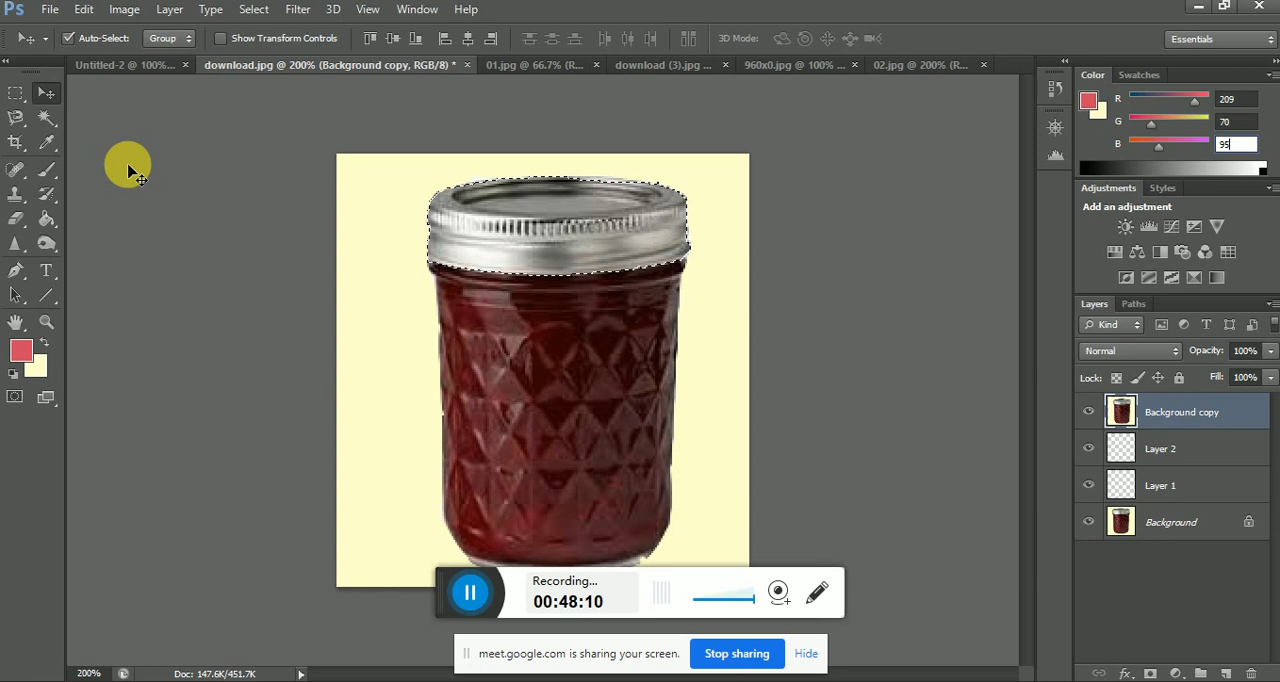 Ps File Edit Image Layer Type Select Filter 3D View Window Help
Auto-Select: Group Show Transform Controls 3D Mode: Essentials
Untitled-2 @ 100%... × download.jpg @ 200% (Background copy, RGB/8) * × 01.jpg @ 66.7% (R... × download (3).jpg ... × 960x0.jpg @ 100% ... × 02.jpg @ 200% (R... ×
Color Swatches
R 209
G 70
B 95
Adjustments Styles
Add an adjustment
Layers Paths
Kind
Normal Opacity: 100%
Lock: Fill: 100%
Background copy
Layer 2
Layer 1
Background
Recording...
00:48:10
meet.google.com is sharing your screen. Stop sharing Hide
200% Doc: 147.6K/451.7K